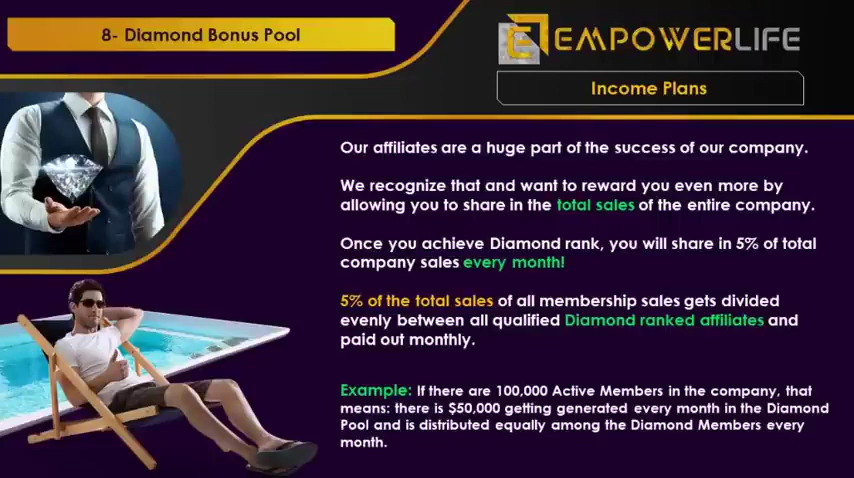 8- Diamond Bonus Pool
EMPOWERLIFE
Income Plans
Our affiliates are a huge part of the success of our company.
We recognize that and want to reward you even more by
allowing you to share in the total sales of the entire company.
Once you achieve Diamond rank, you will share in 5% of total
company sales every month!
5% of the total sales of all membership sales gets divided
evenly between all qualified Diamond ranked affiliates and
paid out monthly.
Example: If there are 100,000 Active Members in the company, that
means: there is $50,000 getting generated every month in the Diamond
Pool and is distributed equally among the Diamond Members every
month.